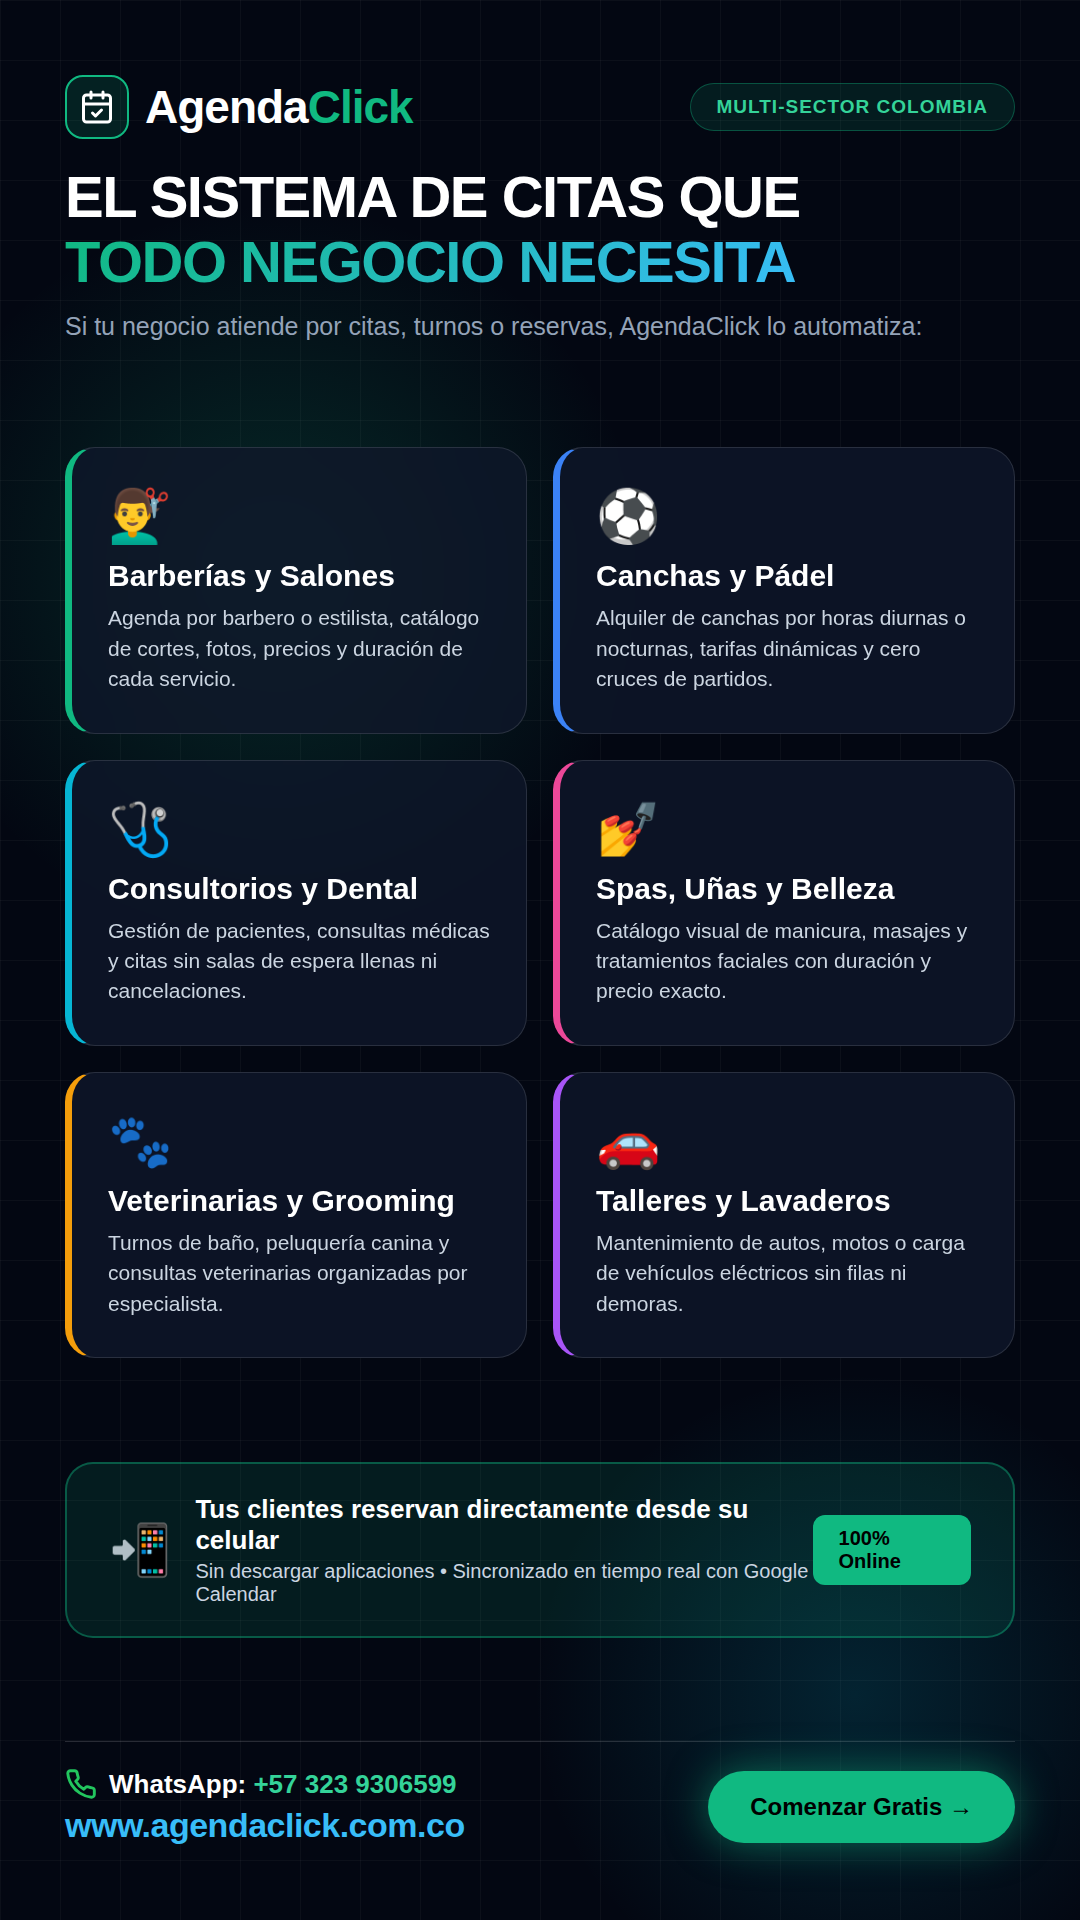 AgendaClick
MULTI-SECTOR COLOMBIA
EL SISTEMA DE CITAS QUE
TODO NEGOCIO NECESITA
Si tu negocio atiende por citas, turnos o reservas, AgendaClick lo automatiza:
Barberías y Salones
Agenda por barbero o estilista, catálogo
de cortes, fotos, precios y duración de
cada servicio.
Canchas y Pádel
Alquiler de canchas por horas diurnas o
nocturnas, tarifas dinámicas y cero
cruces de partidos.
Consultorios y Dental
Gestión de pacientes, consultas médicas
y citas sin salas de espera llenas ni
cancelaciones.
Spas, Uñas y Belleza
Catálogo visual de manicura, masajes y
tratamientos faciales con duración y
precio exacto.
Veterinarias y Grooming
Turnos de baño, peluquería canina y
consultas veterinarias organizadas por
especialista.
Talleres y Lavaderos
Mantenimiento de autos, motos o carga
de vehículos eléctricos sin filas ni
demoras.
Tus clientes reservan directamente desde su
celular
Sin descargar aplicaciones • Sincronizado en tiempo real con Google
Calendar
100%
Online
WhatsApp: +57 323 9306599
www.agendaclick.com.co
Comenzar Gratis →